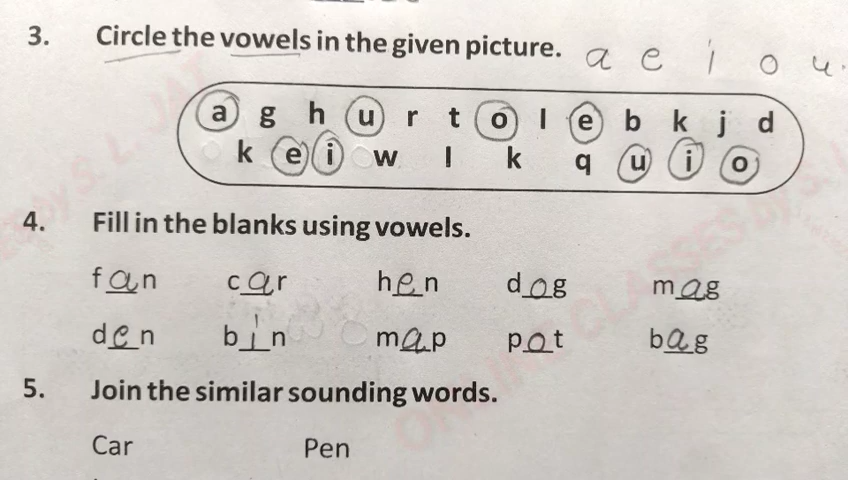 3. Circle the vowels in the given picture. a e i o u.
a g h u r t o l e b k j d
k e i w l k q u i o
4. Fill in the blanks using vowels.
fan car hen dog mag
den bin map pot bag
5. Join the similar sounding words.
Car Pen